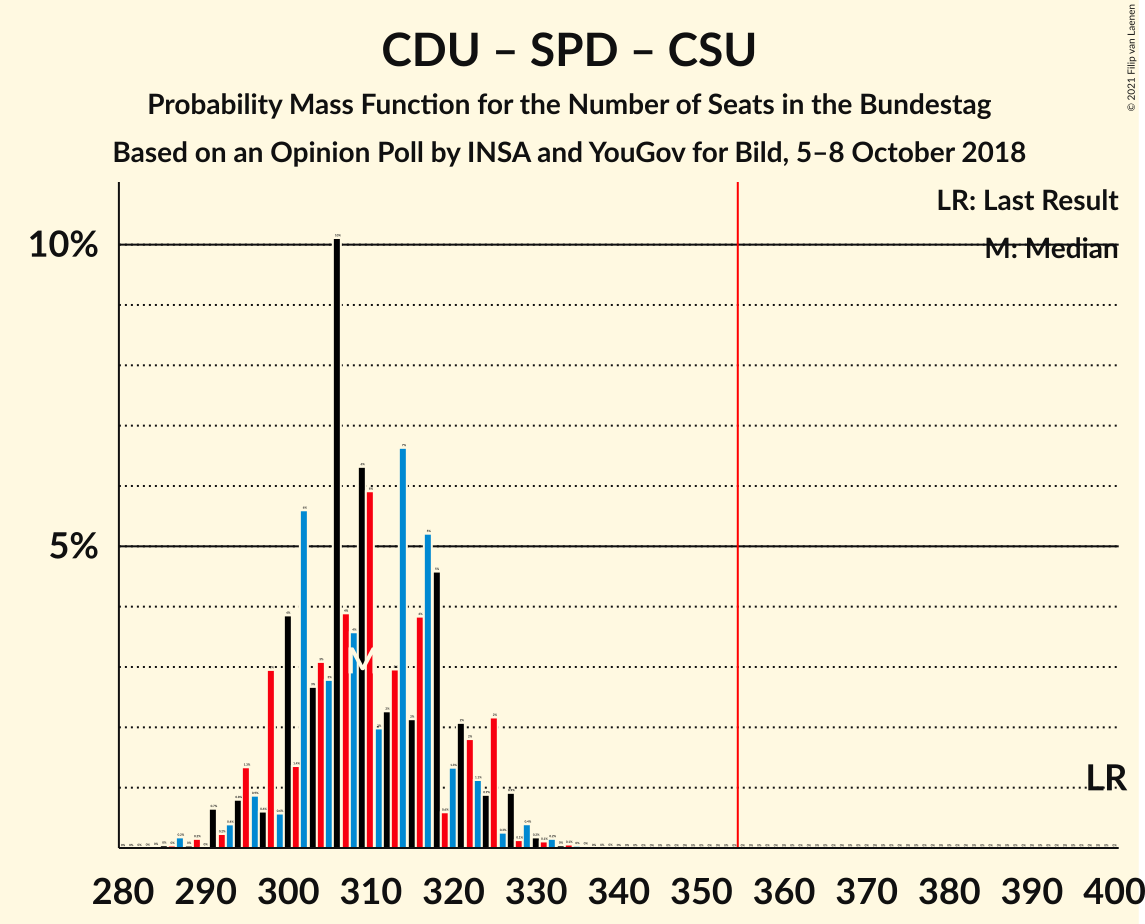 CDU – SPD – CSU
Probability Mass Function for the Number of Seats in the Bundestag
Based on an Opinion Poll by INSA and YouGov for Bild, 5–8 October 2018
© 2021 Filip van Laenen
LR: Last Result
M: Median
10%
5%
M
LR
280 290 300 310 320 330 340 350 360 370 380 390 400